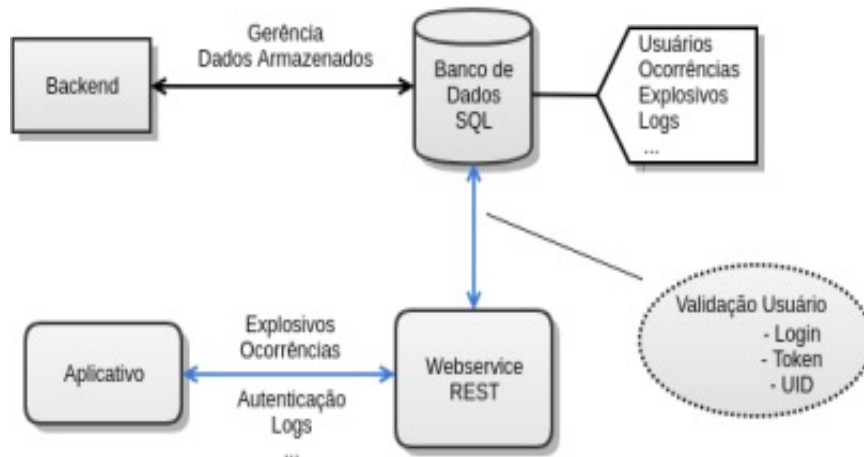 Gerência
Dados Armazenados
Backend
Banco de
Dados
SQL
Usuários
Ocorrências
Explosivos
Logs
...
Validação Usuário
- Login
- Token
- UID
Aplicativo
Explosivos
Ocorrências
Autenticação
Logs
...
Webservice
REST